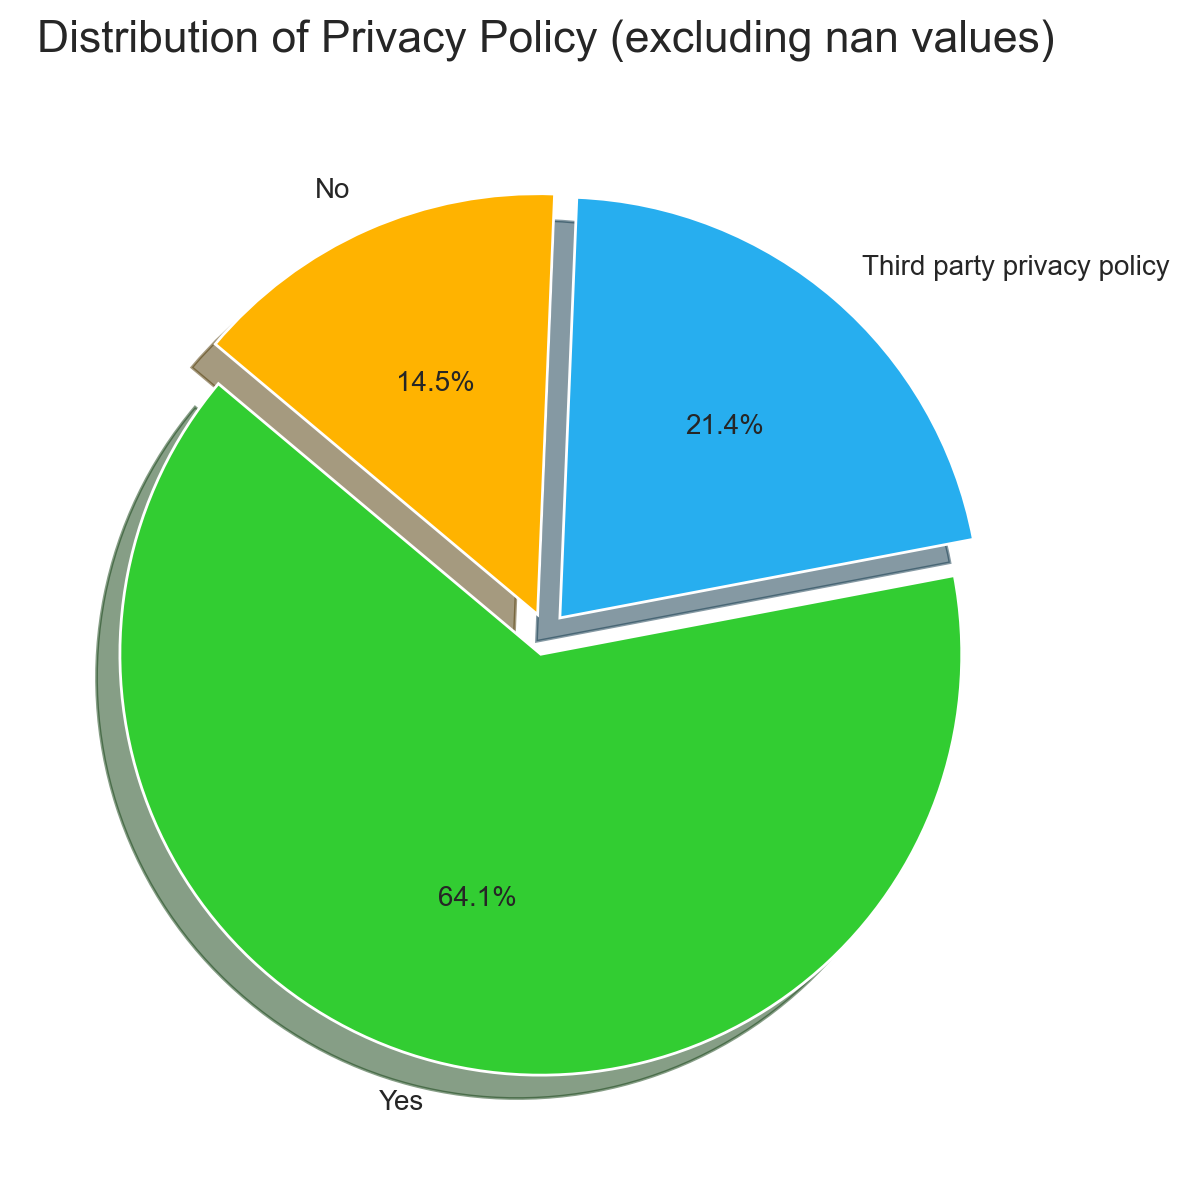 Distribution of Privacy Policy (excluding nan values)
No
Third party privacy policy
14.5%
21.4%
64.1%
Yes